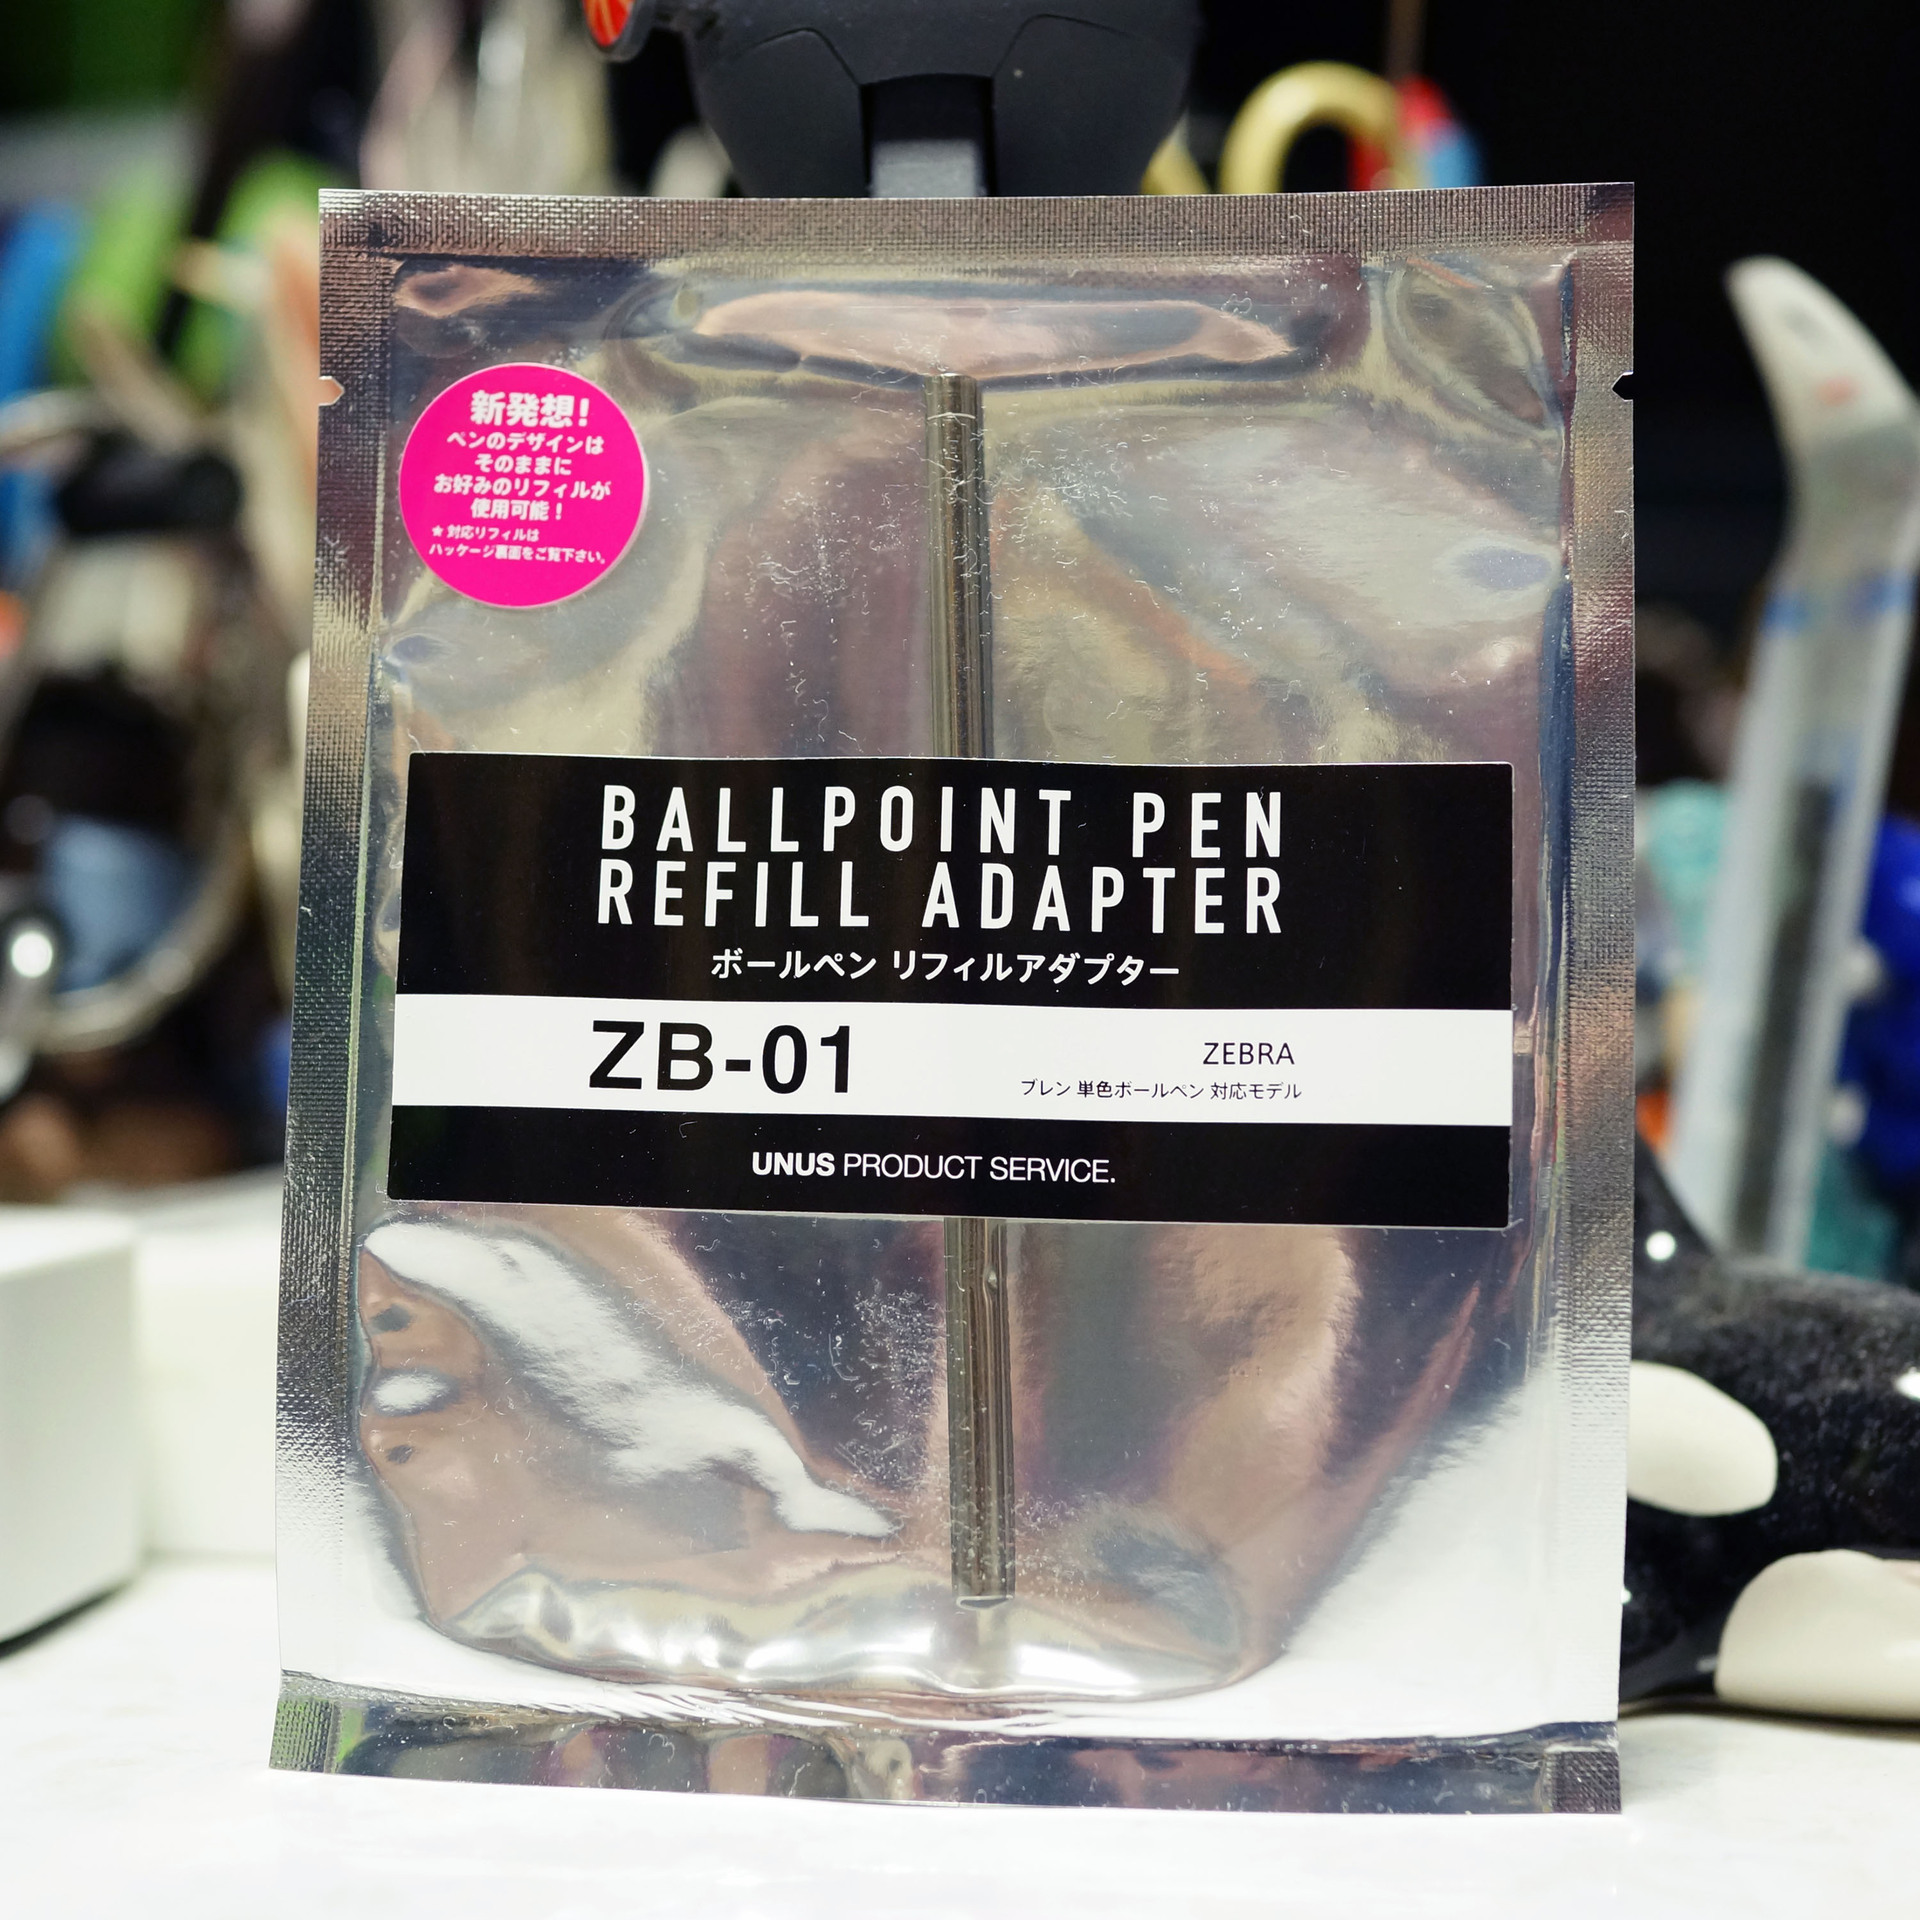 新発想!
ペンのデザインは
そのままに
お好みのリフィルが
使用可能!
★ 対応リフィルは
パッケージ裏面をご覧下さい。
BALLPOINT PEN
REFILL ADAPTER
ボールペン リフィルアダプター
ZB-01
ZEBRA
ブレン 単色ボールペン 対応モデル
UNUS PRODUCT SERVICE.